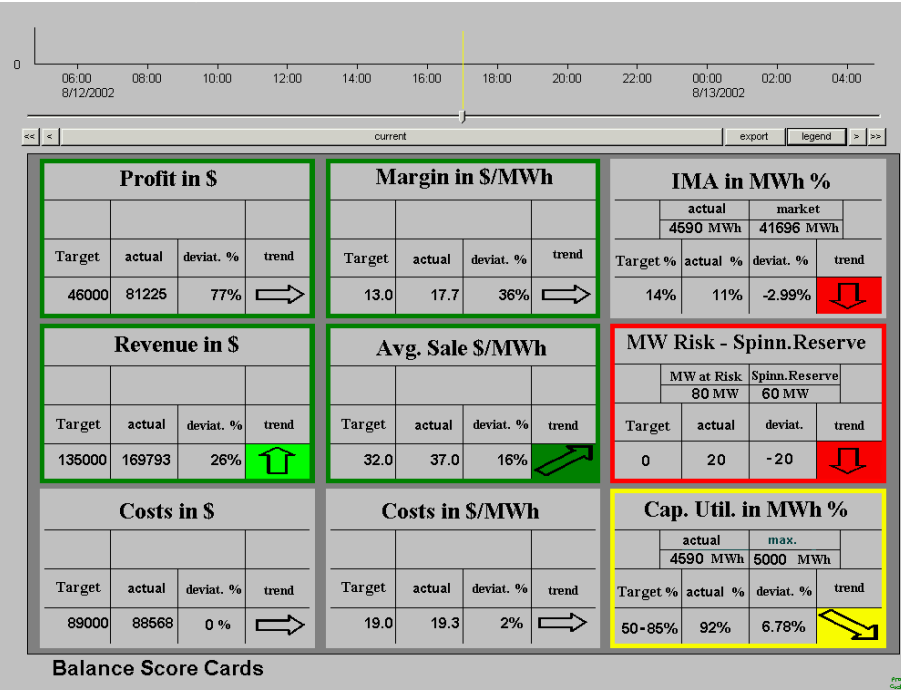 0
06:00 08:00 10:00 12:00 14:00 16:00 18:00 20:00 22:00 00:00 02:00 04:00
8/12/2002 8/13/2002
<< < current export legend > >>
Profit in $
Target actual deviat. % trend
46000 81225 77%
Margin in $/MWh
Target actual deviat. % trend
13.0 17.7 36%
IMA in MWh %
actual market
4590 MWh 41696 MWh
Target % actual % deviat. % trend
14% 11% -2.99%
Revenue in $
Target actual deviat. % trend
135000 169793 26%
Avg. Sale $/MWh
Target actual deviat. % trend
32.0 37.0 16%
MW Risk - Spinn.Reserve
MW at Risk Spinn.Reserve
80 MW 60 MW
Target actual deviat. trend
0 20 -20
Costs in $
Target actual deviat. % trend
89000 88568 0 %
Costs in $/MWh
Target actual deviat. % trend
19.0 19.3 2%
Cap. Util. in MWh %
actual max.
4590 MWh 5000 MWh
Target % actual % deviat. % trend
50-85% 92% 6.78%
Balance Score Cards